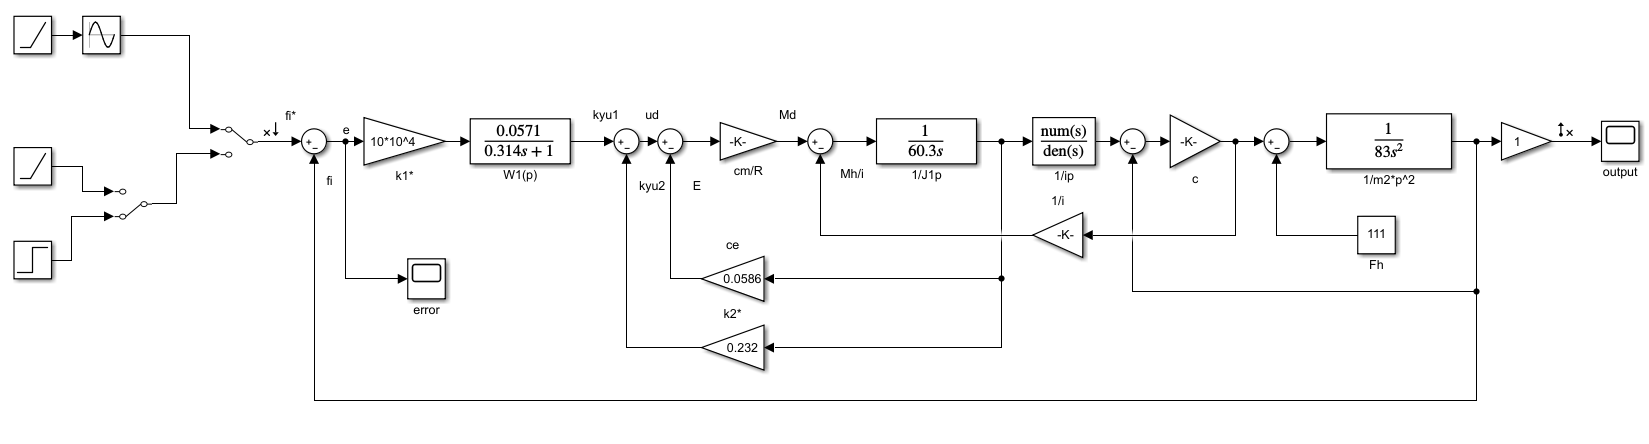 fi*
e
fi
10*10^4
k1*
0.0571
0.314s + 1
W1(p)
kyu1
ud
kyu2
E
-K-
cm/R
Md
Mh/i
1
60.3s
1/J1p
num(s)
den(s)
1/ip
-K-
c
1
83s²
1/m2*p^2
1
output
1/i
-K-
111
Fh
ce
0.0586
k2*
0.232
error